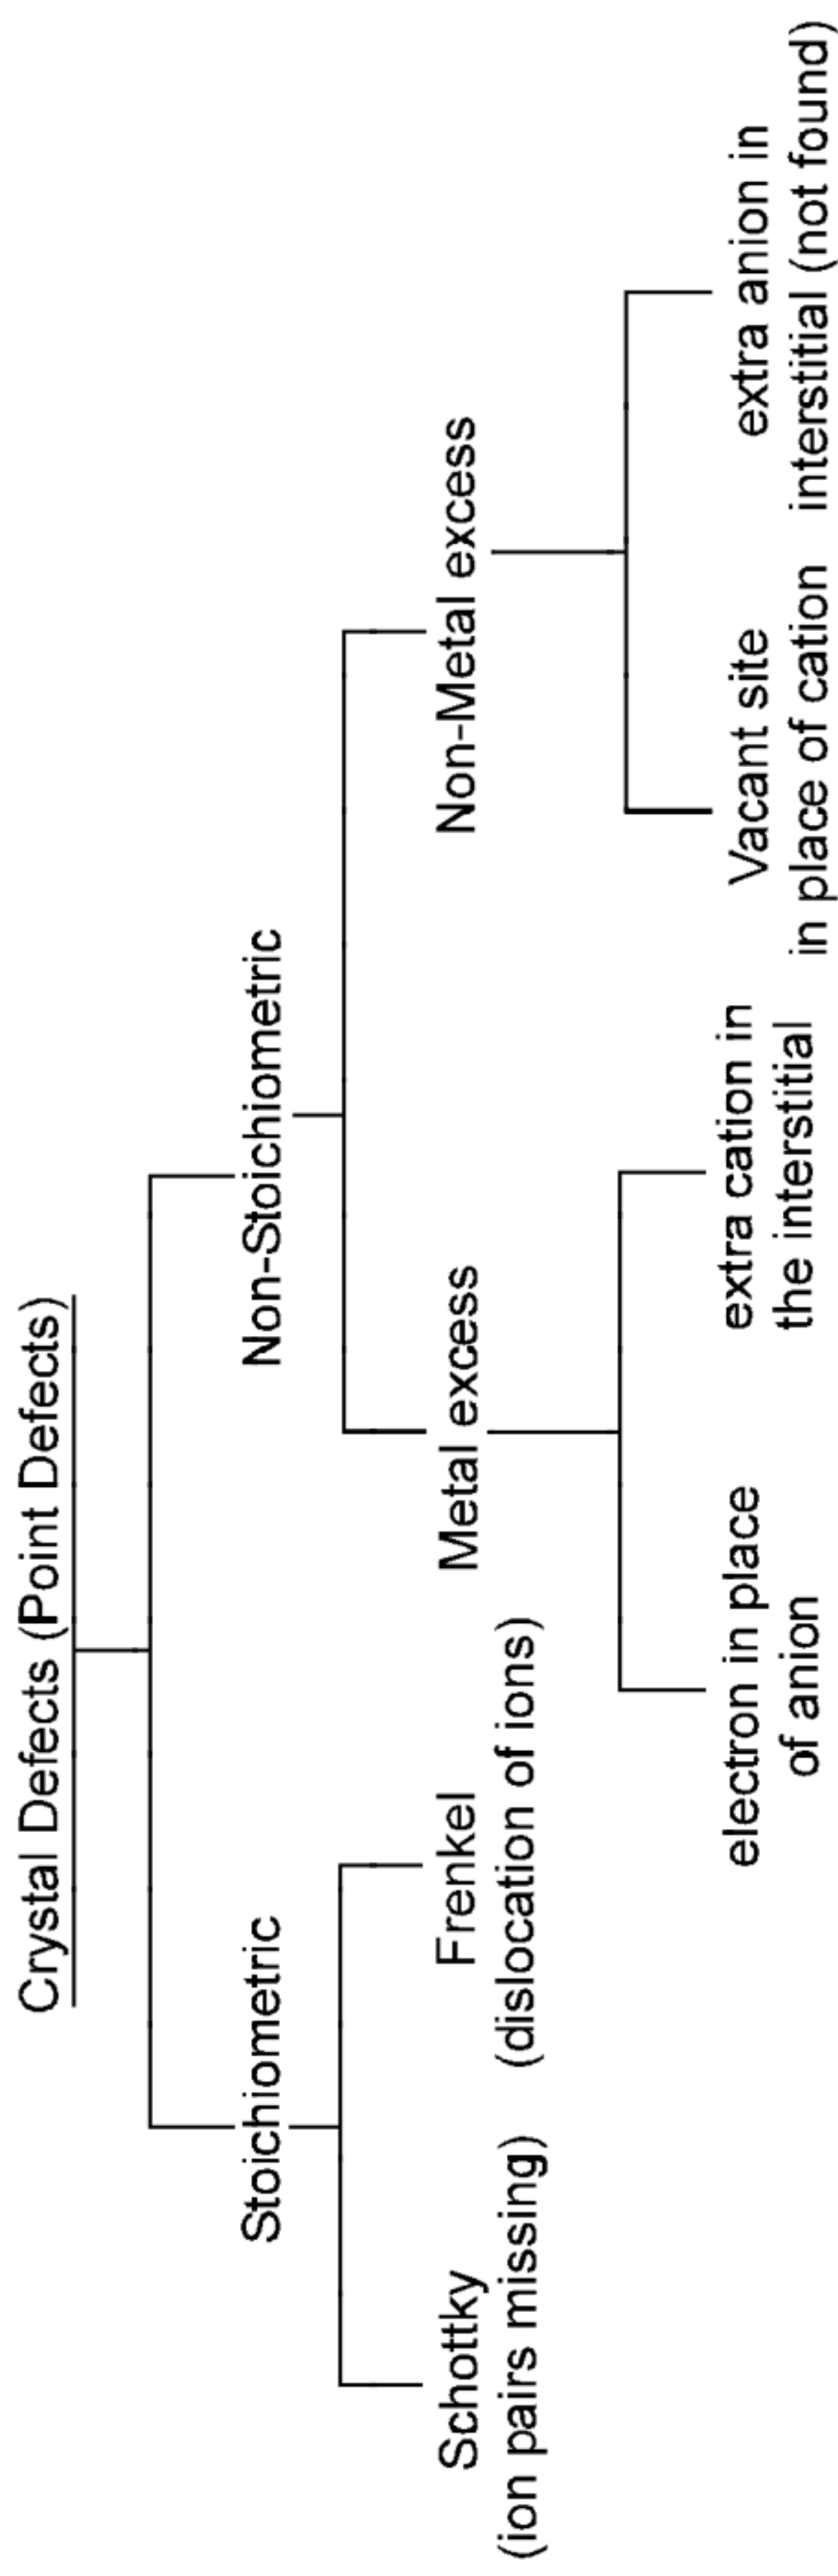 Crystal Defects (Point Defects)
Stoichiometric
Non-Stoichiometric
Schottky
(ion pairs missing)
Frenkel
(dislocation of ions)
Metal excess
Non-Metal excess
electron in place
of anion
extra cation in
the interstitial
Vacant site
in place of cation
extra anion in
interstitial (not found)